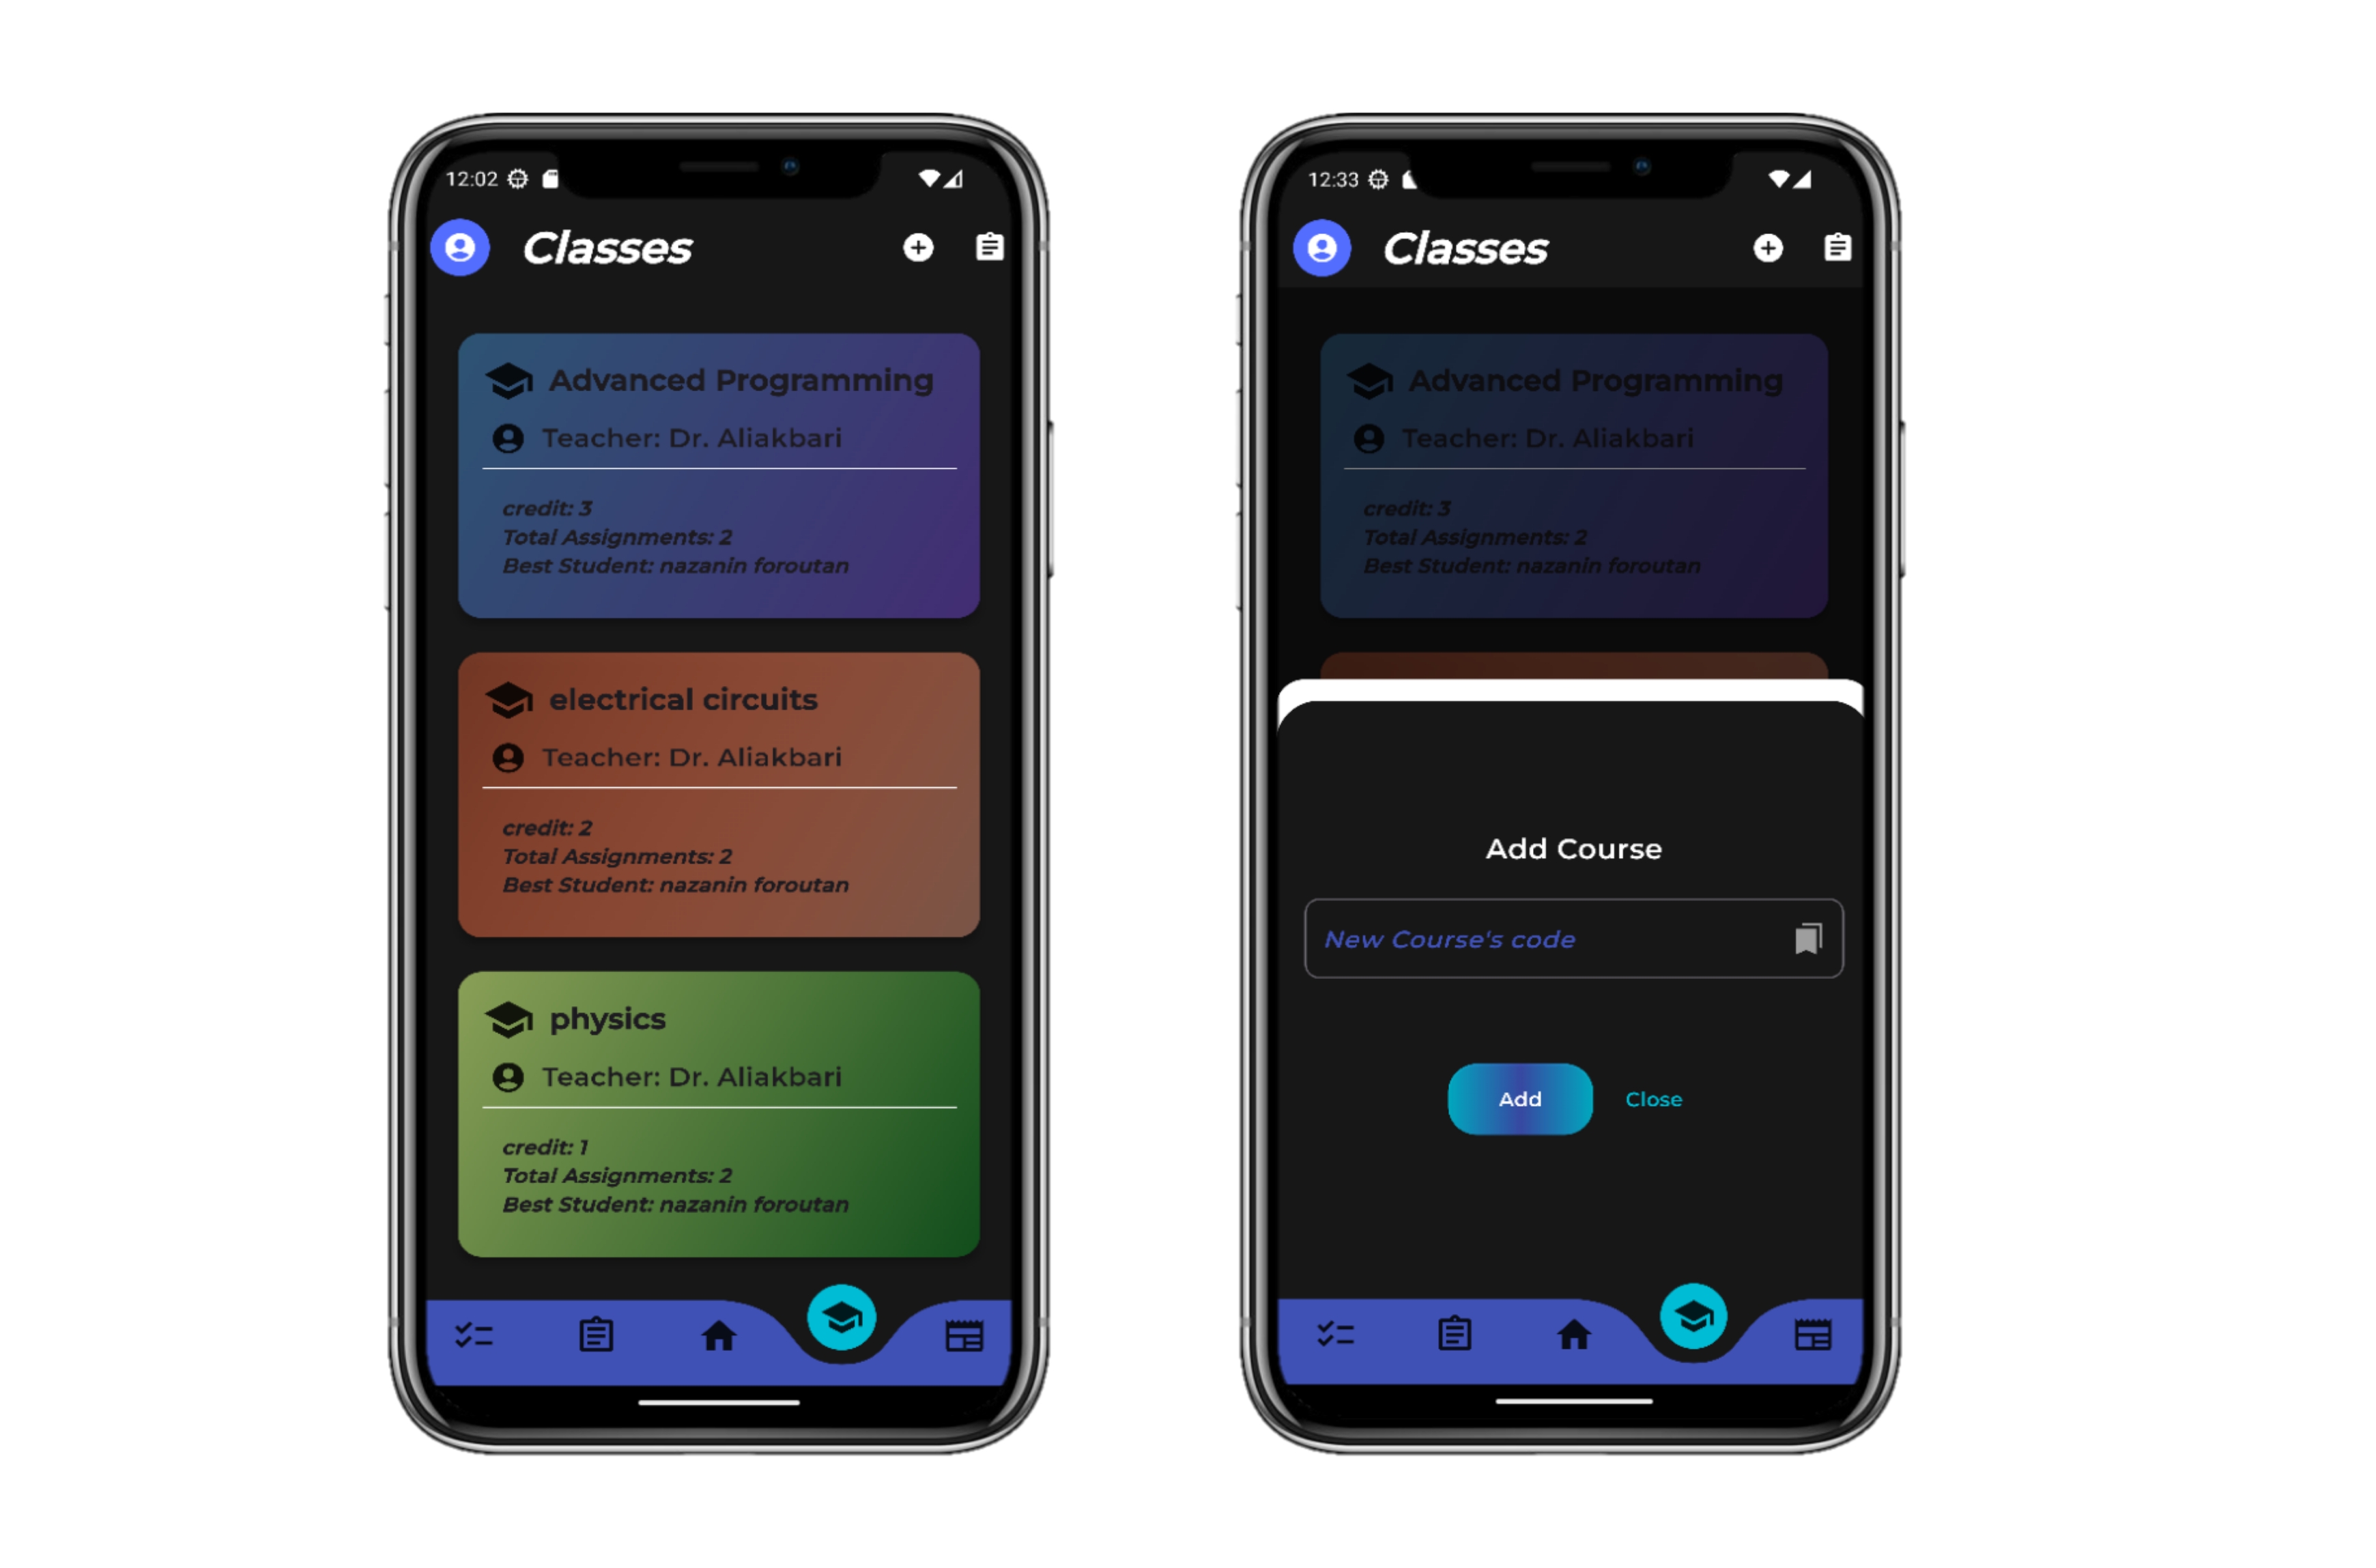 12:02
Classes
Advanced Programming
Teacher: Dr. Aliakbari
credit: 3
Total Assignments: 2
Best Student: nazanin foroutan
electrical circuits
Teacher: Dr. Aliakbari
credit: 2
Total Assignments: 2
Best Student: nazanin foroutan
physics
Teacher: Dr. Aliakbari
credit: 1
Total Assignments: 2
Best Student: nazanin foroutan
12:33
Classes
Advanced Programming
Teacher: Dr. Aliakbari
credit: 3
Total Assignments: 2
Best Student: nazanin foroutan
Add Course
New Course's code
Add
Close